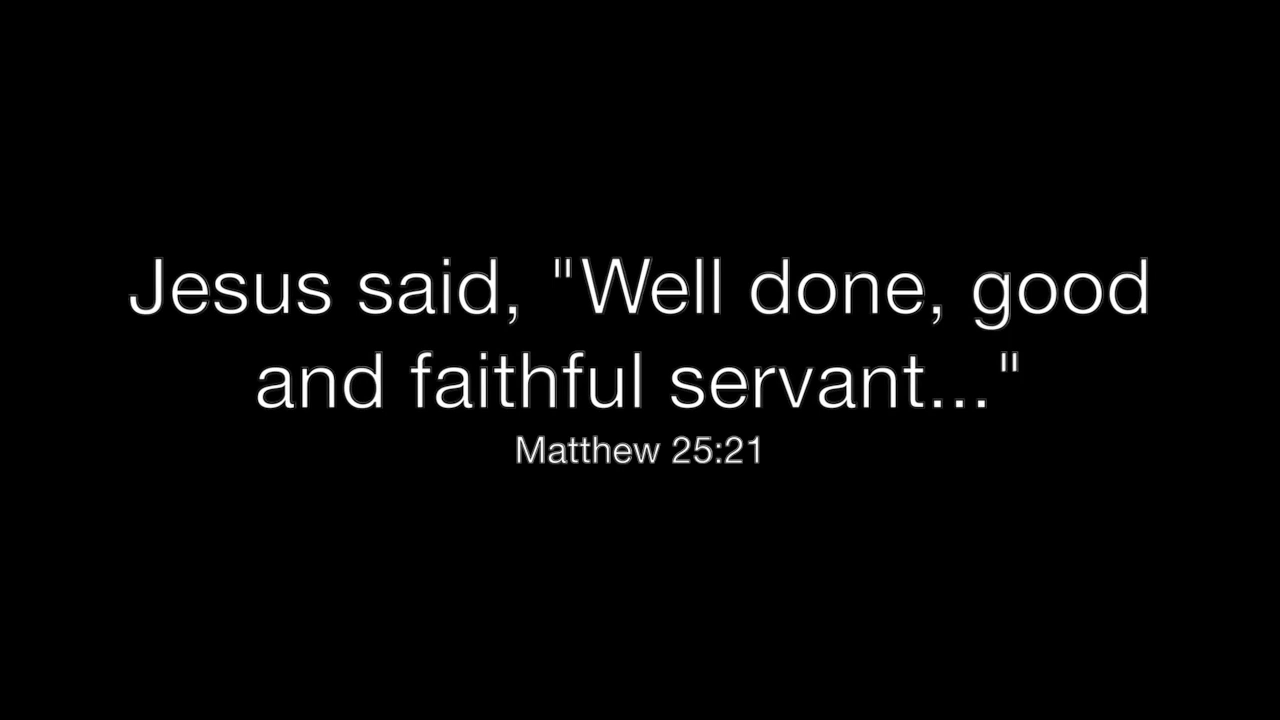 Jesus said, "Well done, good
and faithful servant..."
Matthew 25:21